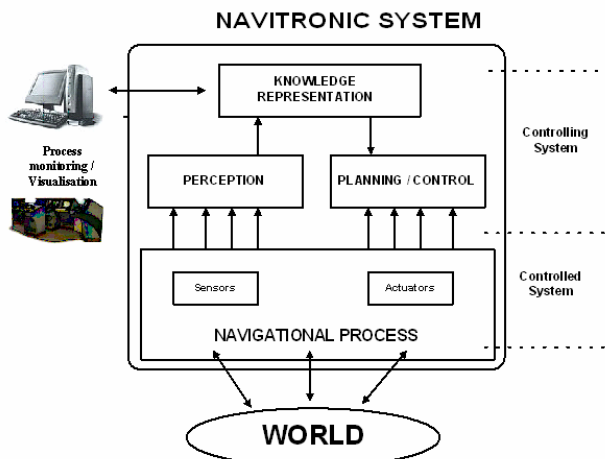 NAVITRONIC SYSTEM
KNOWLEDGE
REPRESENTATION
Process
monitoring /
Visualisation
PERCEPTION
PLANNING / CONTROL
Controlling
System
Sensors
Actuators
Controlled
System
NAVIGATIONAL PROCESS
WORLD